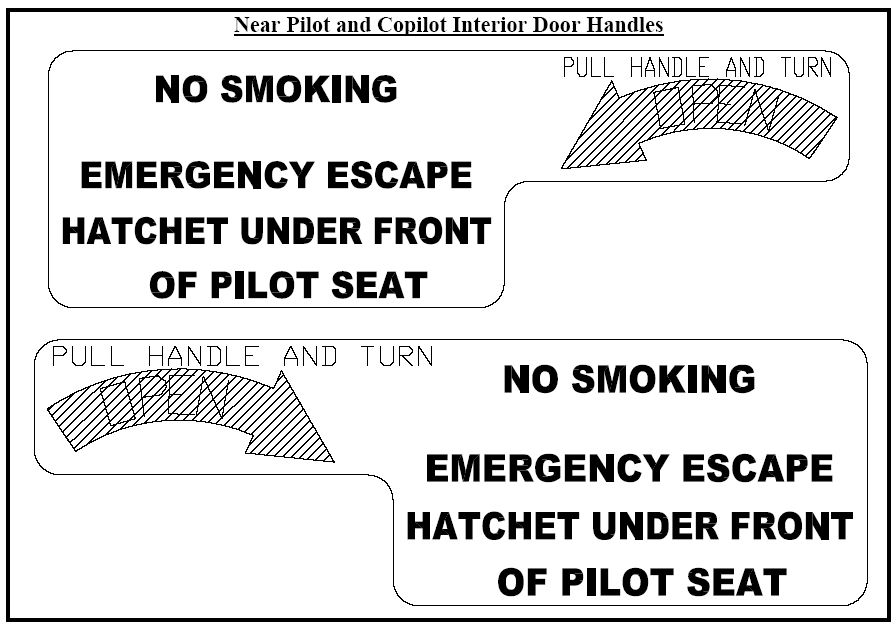 Near Pilot and Copilot Interior Door Handles
NO SMOKING
EMERGENCY ESCAPE
HATCHET UNDER FRONT
OF PILOT SEAT
PULL HANDLE AND TURN
OPEN
PULL HANDLE AND TURN
OPEN
NO SMOKING
EMERGENCY ESCAPE
HATCHET UNDER FRONT
OF PILOT SEAT